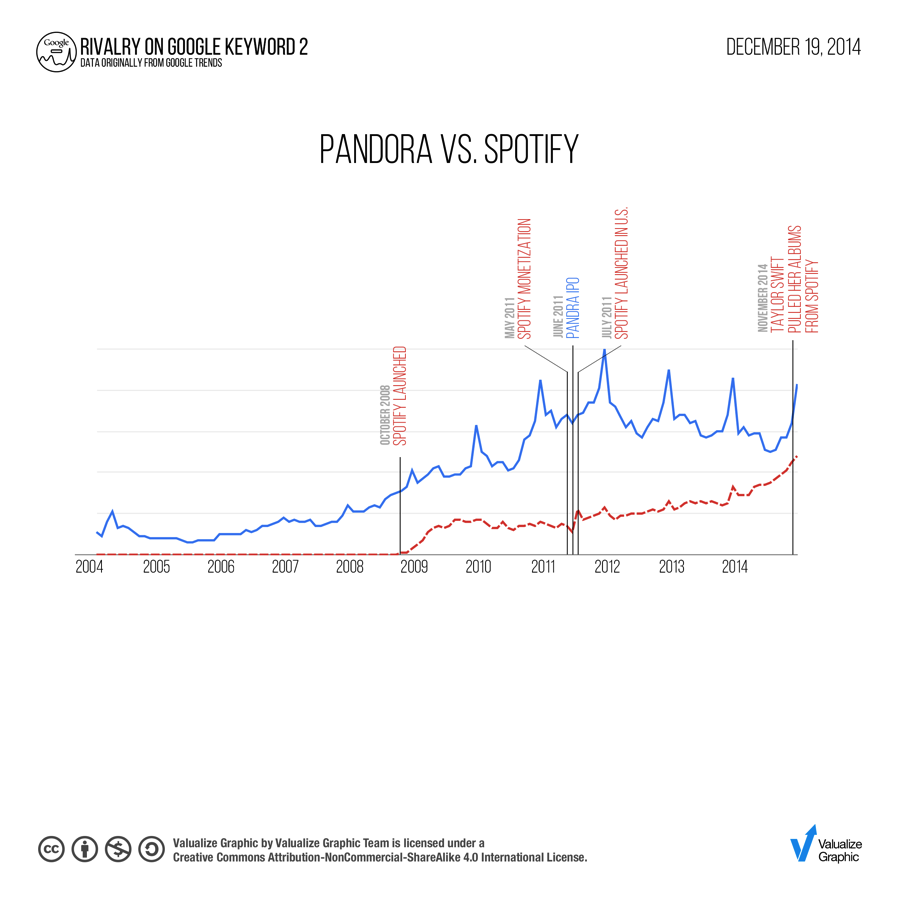 Google
RIVALRY ON GOOGLE KEYWORD 2
DATA ORIGINALLY FROM GOOGLE TRENDS
DECEMBER 19, 2014
PANDORA VS. SPOTIFY
OCTOBER 2008
SPOTIFY LAUNCHED
MAY 2011
SPOTIFY MONETIZATION
JUNE 2011
PANDRA IPO
JULY 2011
SPOTIFY LAUNCHED IN U.S.
NOVEMBER 2014
TAYLOR SWIFT
PULLED HER ALBUMS
FROM SPOTIFY
2004 2005 2006 2007 2008 2009 2010 2011 2012 2013 2014
cc
Valualize Graphic by Valualize Graphic Team is licensed under a
Creative Commons Attribution-NonCommercial-ShareAlike 4.0 International License.
Valualize
Graphic